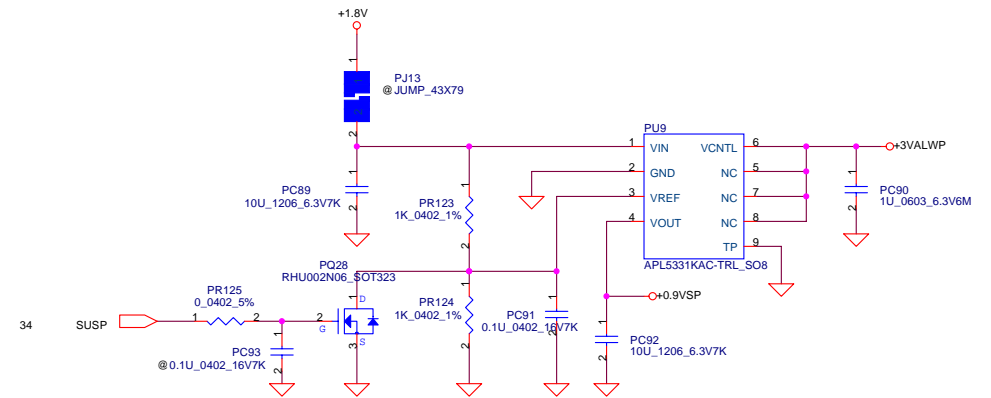 +1.8V
1
PJ13
@ JUMP_43X79
2
PU9
1 VIN VCNTL 6
+3VALWP
2 GND NC 5
3 VREF NC 7
4 VOUT NC 8
TP 9
APL5331KAC-TRL_SO8
1
PC89
10U_1206_6.3V7K
2
1
PR123
1K_0402_1%
2
1
PC90
1U_0603_6.3V6M
2
PQ28
RHU002N06_SOT323
PR125
0_0402_5%
34 SUSP
1 2
2 G
1 D
3 S
1
PC93
@0.1U_0402_16V7K
2
1
PR124
1K_0402_1%
2
1
PC91
0.1U_0402_16V7K
2
+0.9VSP
1
PC92
10U_1206_6.3V7K
2